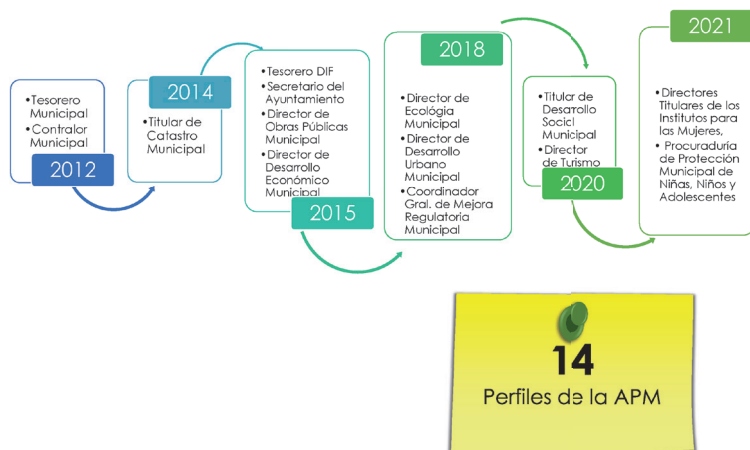 •Tesorero
Municipal
•Contralor
Municipal
2012
2014
•Titular de
Catastro
Municipal
•Tesorero DIF
•Secretario del
Ayuntamiento
•Director de
Obras Públicas
Municipal
•Director de
Desarrollo
Económico
Municipal
2015
2018
•Director de
Ecológia
Municipal
•Director de
Desarrollo
Urbano
Municipal
•Coordinador
Gral. de Mejora
Regulatoria
Municipal
•Titular de
Desarrollo
Socicl
Municipal
•Director
de Turismo
2020
2021
•Directores
Titulares de los
Institutos para
las Mujeres,
• Procuraduría
de Protección
Municipal de
Niñas, Niños y
Adolescentes
14
Perfiles de la APM